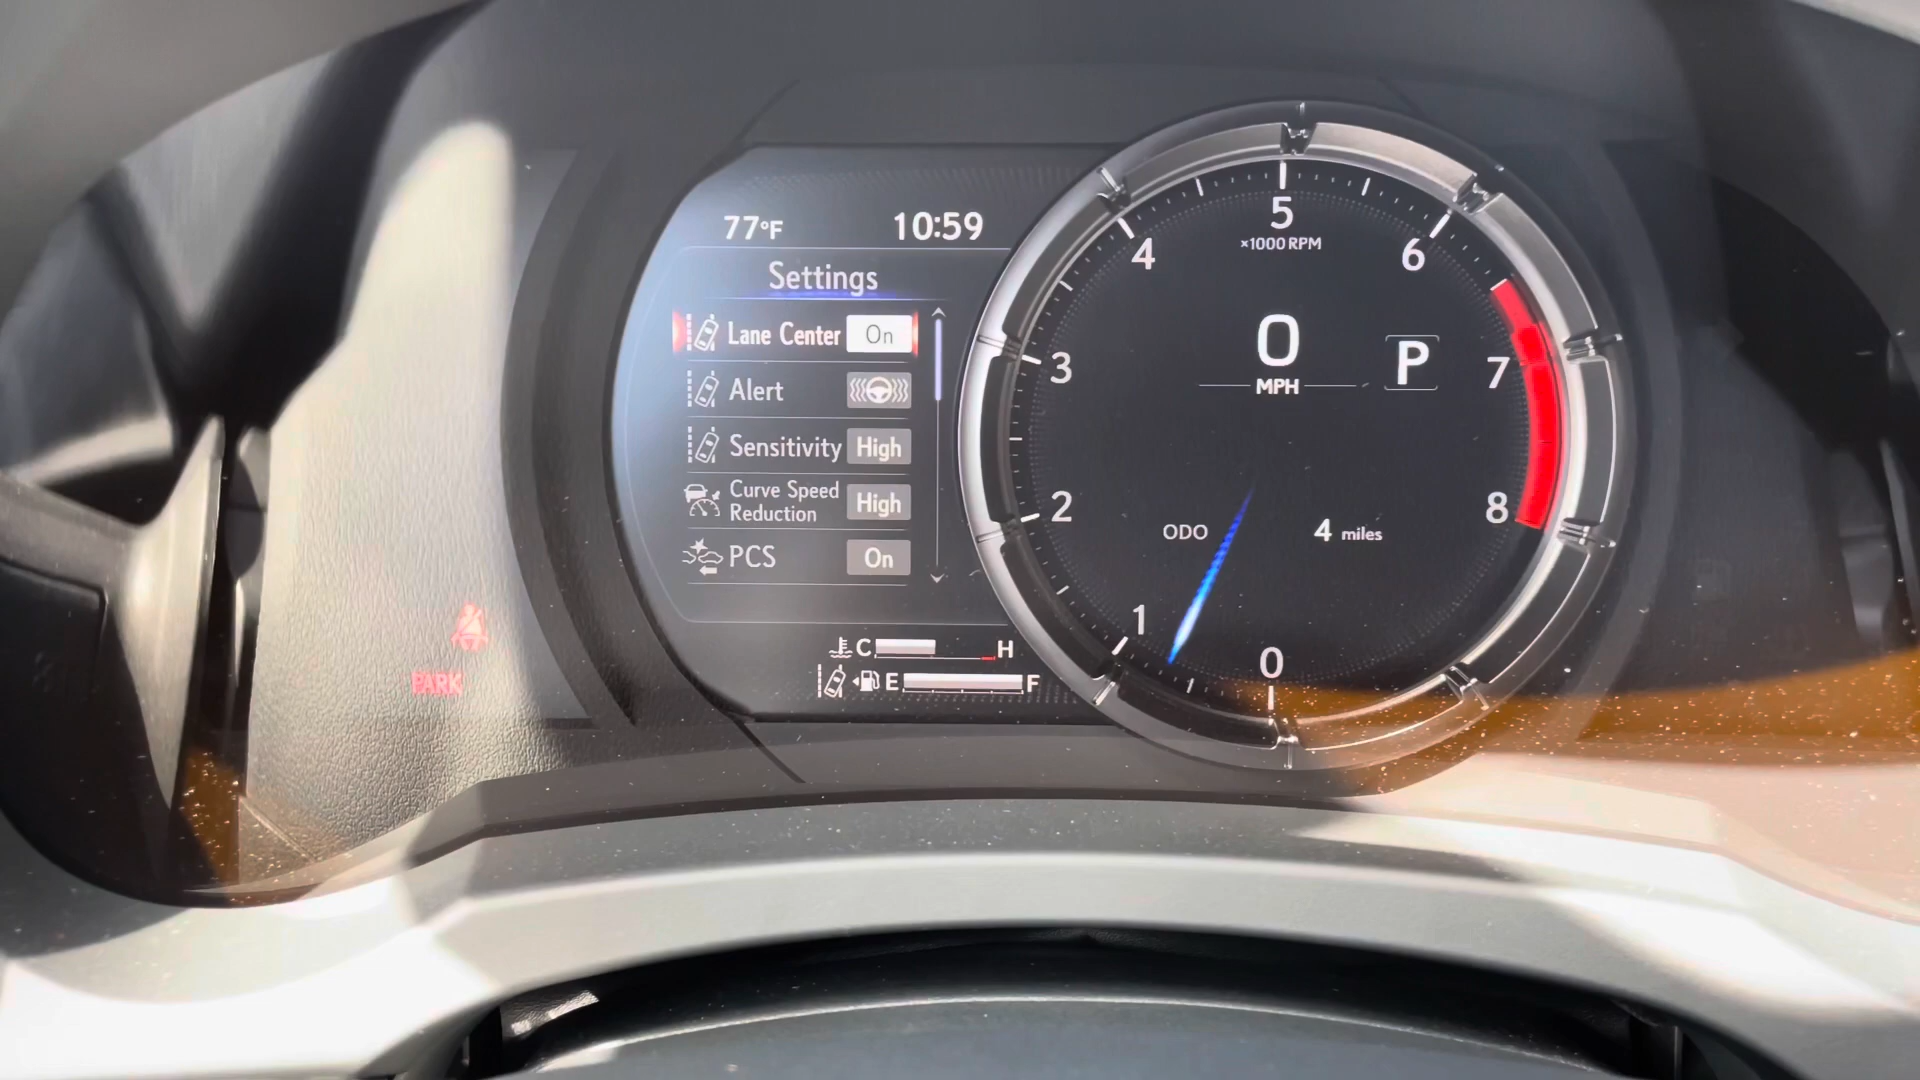 77°F 10:59
Settings
Lane Center On
Alert
Sensitivity High
Curve Speed
Reduction High
PCS On
C H
E F
PARK
5
×1000 RPM
4 6
0
MPH
P
3 7
2 8
ODO 4 miles
1
0